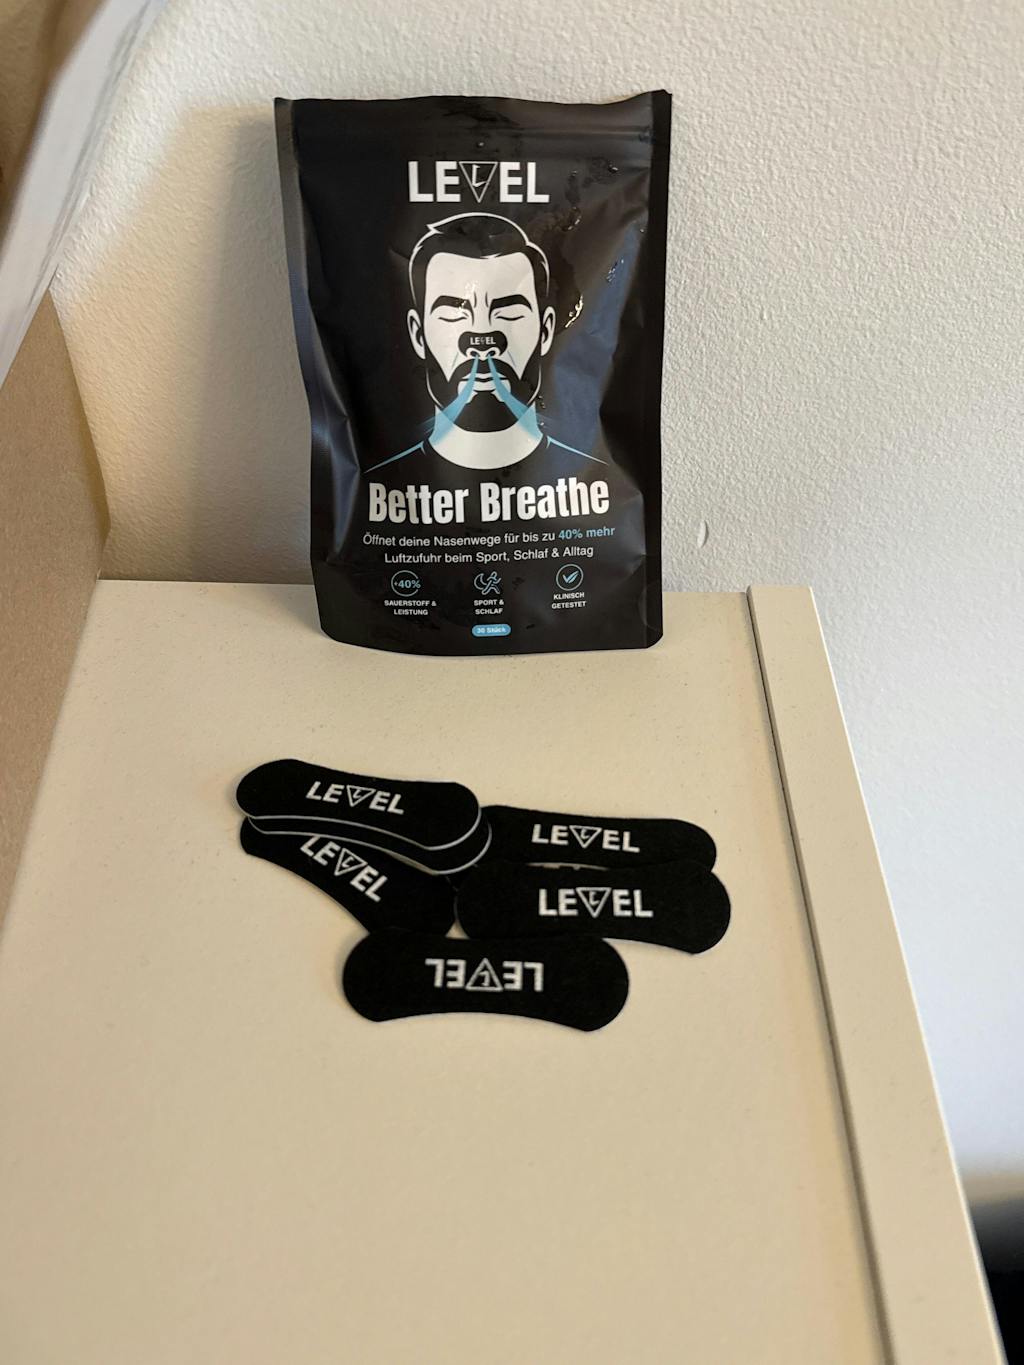 LEVEL
LEVEL
Better Breathe
Öffnet deine Nasenwege für bis zu 40% mehr
Luftzufuhr beim Sport, Schlaf & Alltag
+40%
SAUERSTOFF &
LEISTUNG
SPORT &
SCHLAF
KLINISCH
GETESTET
30 Stück
LEVEL
LEVEL
LEVEL
LEVEL
LEVEL